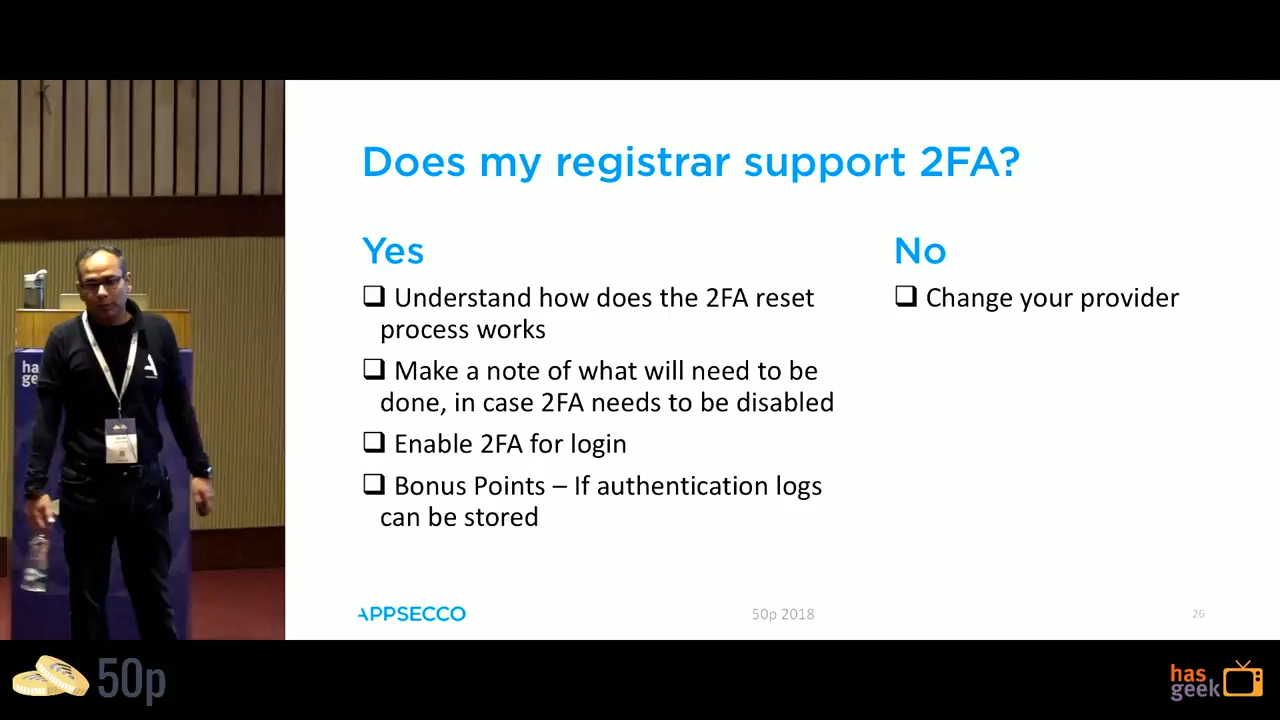 Does my registrar support 2FA?
Yes
❑ Understand how does the 2FA reset
process works
❑ Make a note of what will need to be
done, in case 2FA needs to be disabled
❑ Enable 2FA for login
❑ Bonus Points – If authentication logs
can be stored
No
❑ Change your provider
APPSECCO
50p 2018
26
50p
has
geek